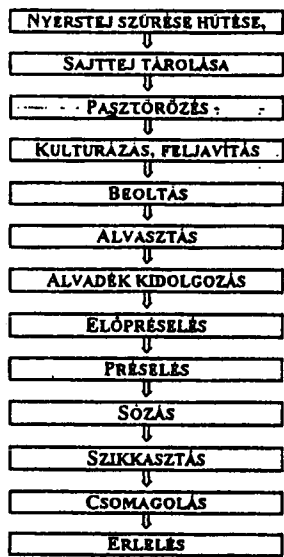 NYERSTEJ SZŰRÉSE HŰTÉSE,
SAJTTEJ TÁROLÁSA
PASZTŐRÖZÉS
KULTURÁZÁS, FELJAVÍTÁS
BEOLTÁS
ALVASZTÁS
ALVADÉK KIDOLGOZÁS
ELŐPRÉSELÉS
PRÉSELÉS
SÓZÁS
SZIKKASZTÁS
CSOMAGOLÁS
ÉRLELÉS